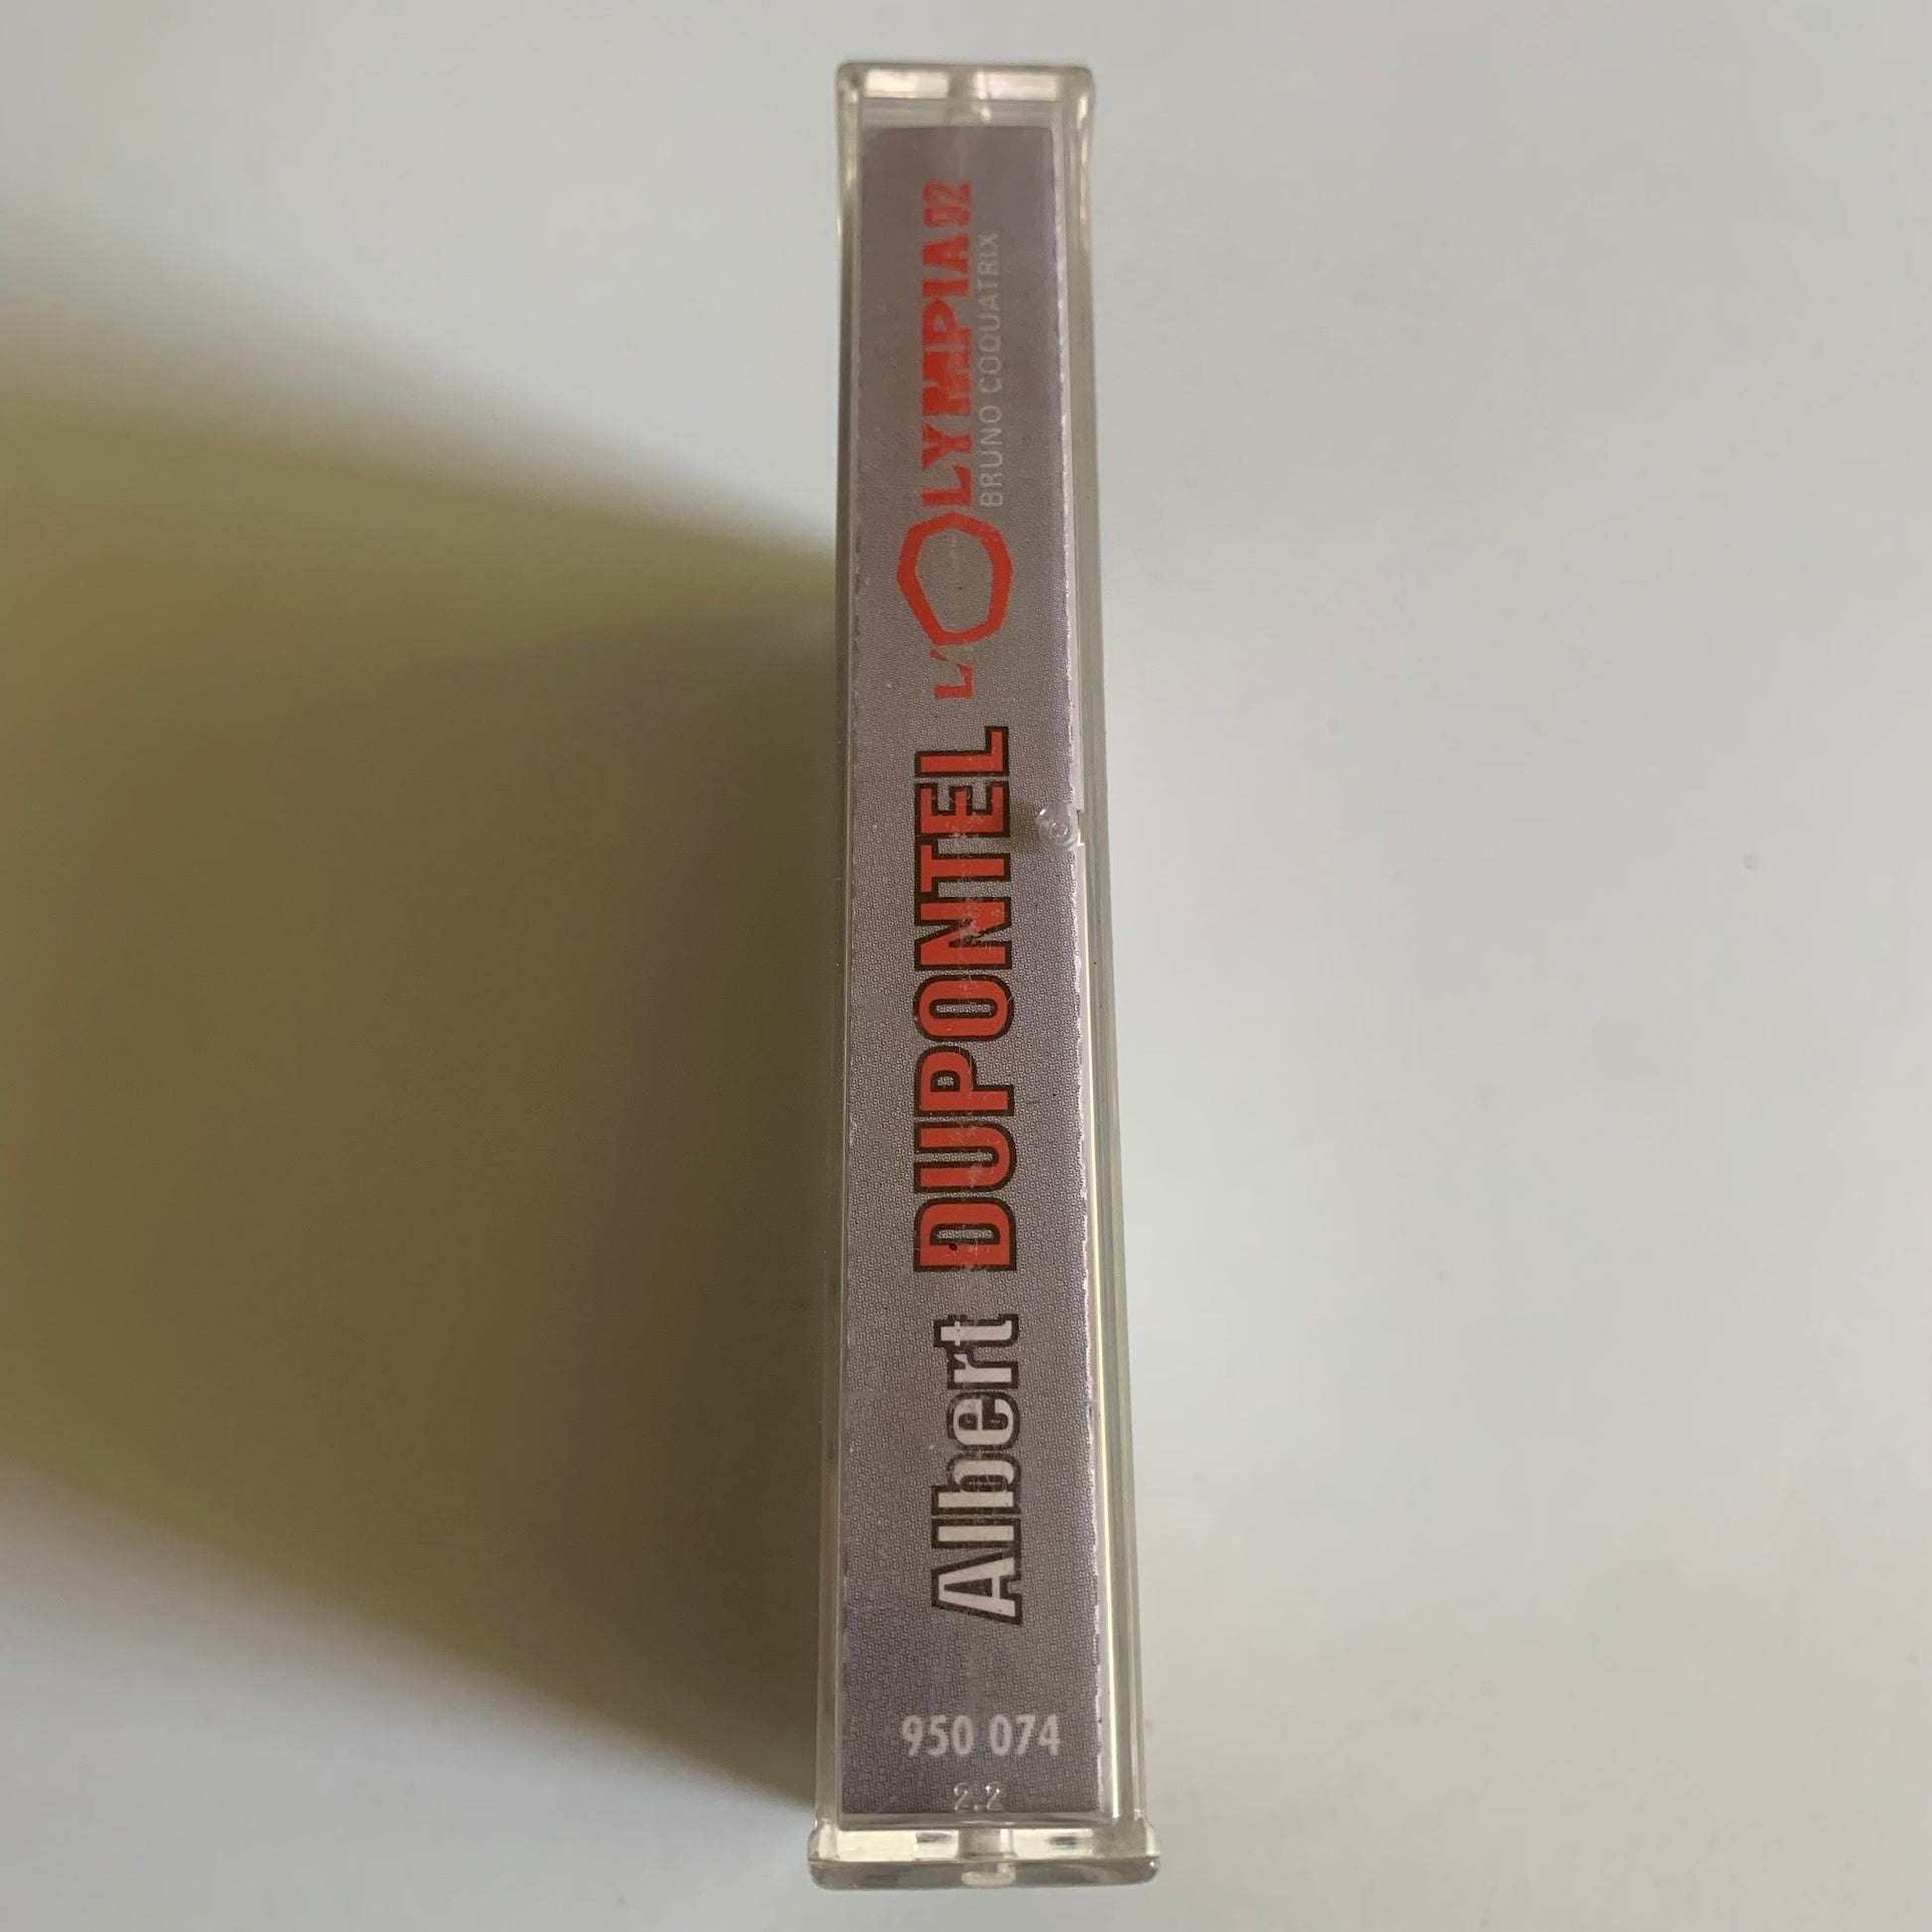 Albert DUPONTEL L'OLYMPIA 92
BRUNO COQUATRIX
950 074
2.2